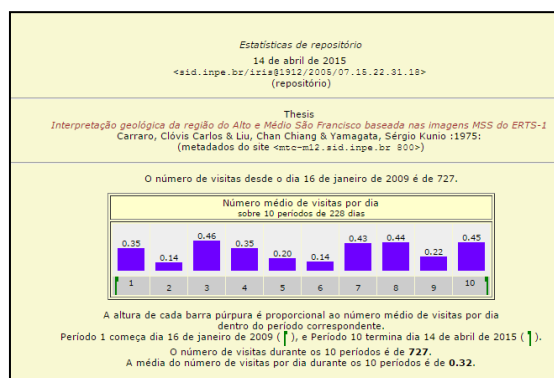 Estatísticas de repositório
14 de abril de 2015
<sid.inpe.br/iris@1912/2005/07.15.22.31.18>
(repositório)
Thesis
Interpretação geológica da região do Alto e Médio São Francisco baseada nas imagens MSS do ERTS-1
Carraro, Clóvis Carlos & Liu, Chan Chiang & Yamagata, Sérgio Kunio :1975:
(metadados do site <mtc-m12.sid.inpe.br 800>)
O número de visitas desde o dia 16 de janeiro de 2009 é de 727.
Número médio de visitas por dia
sobre 10 períodos de 228 dias
0.35 0.14 0.46 0.35 0.20 0.14 0.43 0.44 0.22 0.45
1 2 3 4 5 6 7 8 9 10
A altura de cada barra púrpura é proporcional ao número médio de visitas por dia
dentro do período correspondente.
Período 1 começa dia 16 de janeiro de 2009 ( ), e Período 10 termina dia 14 de abril de 2015 ( ).
O número de visitas durante os 10 períodos é de 727.
A média do número de visitas por dia durante os 10 períodos é de 0.32.